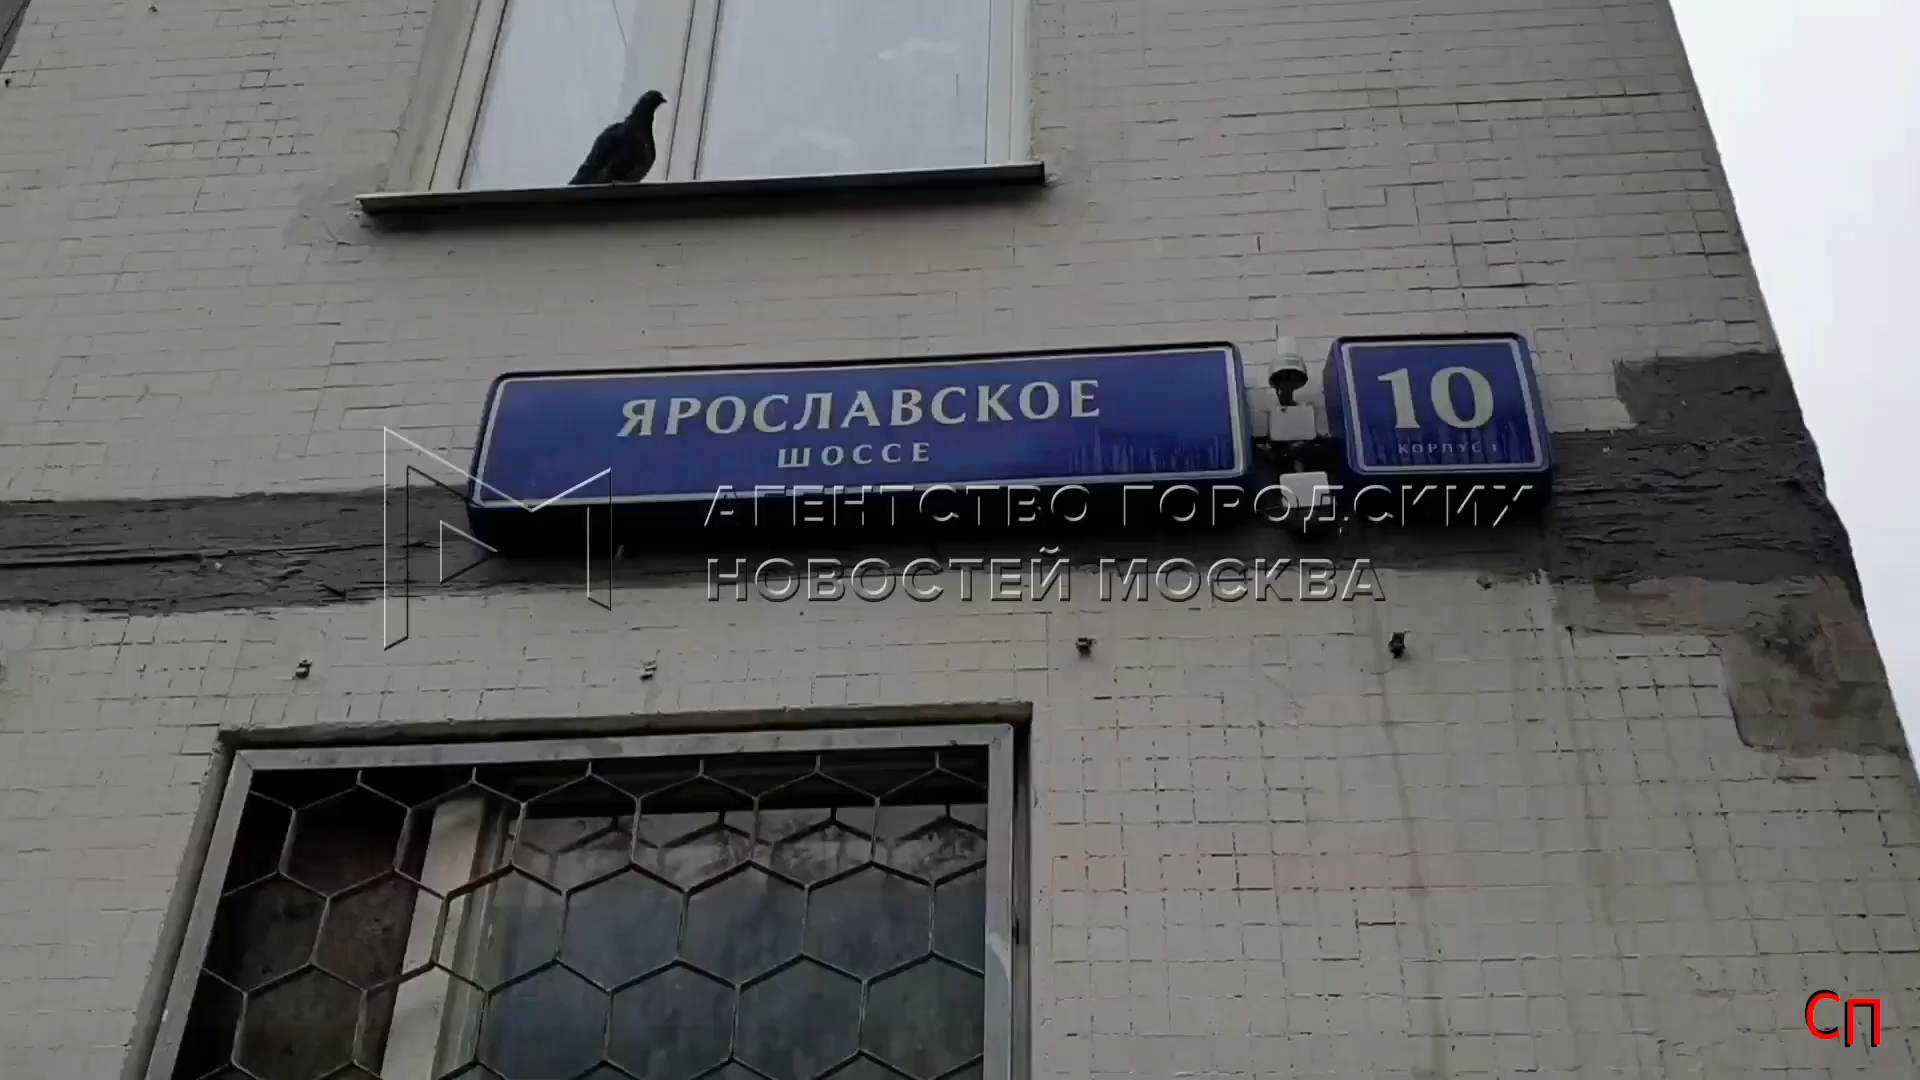 ЯРОСЛАВСКОЕ
ШОССЕ
10
КОРПУС 1
АГЕНТСТВО ГОРОДСКИХ
НОВОСТЕЙ МОСКВА
СП